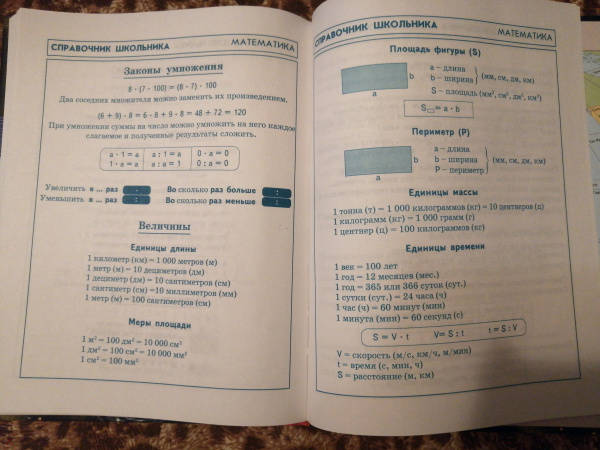 СПРАВОЧНИК ШКОЛЬНИКА МАТЕМАТИКА
Законы умножения
8 · (7 · 100) = (8 · 7) · 100
Два соседних множителя можно заменить их произведением.
(6 + 9) · 8 = 6 · 8 + 9 · 8 = 48 + 72 = 120
При умножении суммы на число можно умножить на него каждое
слагаемое и полученные результаты сложить.
a · 1 = a a : 1 = a 0 · a = 0
1 · a = a a : a = 1 0 : a = 0
Увеличить в ... раз · Во сколько раз больше :
Уменьшить в ... раз : Во сколько раз меньше :
Величины
Единицы длины
1 километр (км) = 1 000 метров (м)
1 метр (м) = 10 дециметров (дм)
1 дециметр (дм) = 10 сантиметров (см)
1 сантиметр (см) =10 миллиметров (мм)
1 метр (м) = 100 сантиметров (см)
Меры площади
1 м² = 100 дм² = 10 000 см²
1 дм² = 100 см² = 10 000 мм²
1 см² = 100 мм²
СПРАВОЧНИК ШКОЛЬНИКА МАТЕМАТИКА
Площадь фигуры (S)
a – длина
b b – ширина (мм, см, дм, км)
a S – площадь (мм², см², дм², км²)
S = a · b
Периметр (P)
a – длина
b b – ширина (мм, см, дм, км)
a P – периметр
Единицы массы
1 тонна (т) = 1 000 килограммов (кг) = 10 центнеров (ц)
1 килограмм (кг) = 1 000 грамм (г)
1 центнер (ц) = 100 килограммов (кг)
Единицы времени
1 век = 100 лет
1 год = 12 месяцев (мес.)
1 год = 365 или 366 суток (сут.)
1 сутки (сут.) = 24 часа (ч)
1 час (ч) = 60 минут (мин)
1 минута (мин) = 60 секунд (с)
S = V · t V = S : t t = S : V
V = скорость (м/с, км/ч, м/мин)
t = время (с, мин, ч)
S = расстояние (м, км)